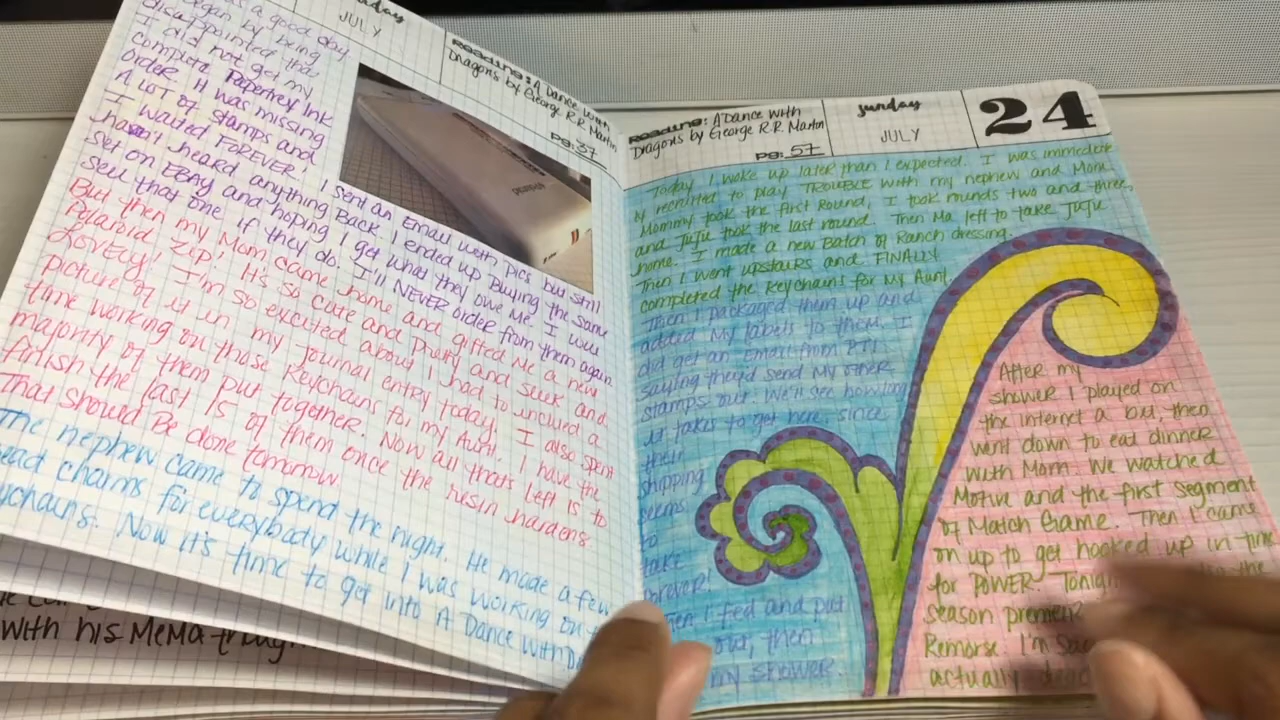 s a good day
began by being
disappointed that
I did not get my
complete Papertrey Ink
order. It was missing
A LOT of stamps and
I waited FOREVER. I sent an Email with pics but still
haven't heard anything Back. I ended up Buying the same
set on EBAY and hoping I get what they owe me. I will
sell that one if they do. I'll NEVER order from them again
But then my Mom came home and gifted Me a new
Polaroid Zip! It's so cute and Pretty and sleek and
LOVELY! I'm so excited about I had to include a
picture of it in my journal entry today. I also spent
time working on those Keychains for my Aunt. I have the
majority of them put together. Now all that's left is to
finish the last 15 of them once the resin hardens.
That should Be done tomorrow.
The nephew came to spend the night. He made a few
bead charms for everybody while I was working on
keychains. Now it's time to get into A Dance with D
day
JULY
Reading: A Dance with
Dragons by George R.R. Martin
pg: 37
with his MeMa
Reading: A Dance with
Dragons by George R.R. Martin
pg: 57
sunday
JULY
24
Today I woke up later than I expected. I was immediate
ly recruited to play TROUBLE with my nephew and Mom.
Mommy took the first Round, I took rounds two and three,
and JuJu took the last round. Then Ma left to take JuJu
home. I made a new Batch of Ranch dressing.
Then I went upstairs and FINALLY
completed the Keychains for my Aunt.
Then I packaged them up and
added My labels to them. I
did get an Email from PTI
saying they'd send My other
stamps out. We'll see how long
it takes to get here, since
their
shipping
seems
to
take
forever!
Then I fed and put
out, then
my shower.
After my
shower I played on
the internet a bit, then
went down to eat dinner
with Mom. We watched
Motive and the first segment
of Match Game. Then I came
on up to get hooked up in time
for POWER. Tonight the
season premeir
Remorse. I'm
actually